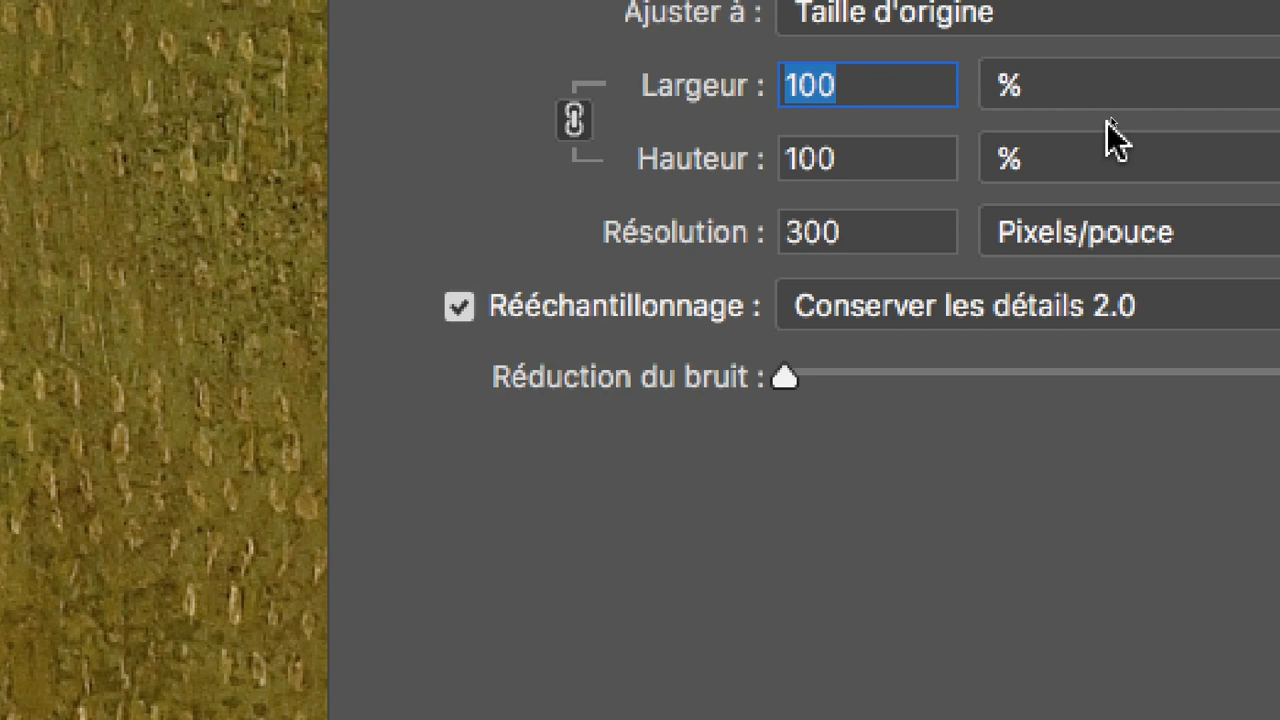 Ajuster à : Taille d'origine
Largeur : 100 %
Hauteur : 100 %
Résolution : 300 Pixels/pouce
Rééchantillonnage : Conserver les détails 2.0
Réduction du bruit :